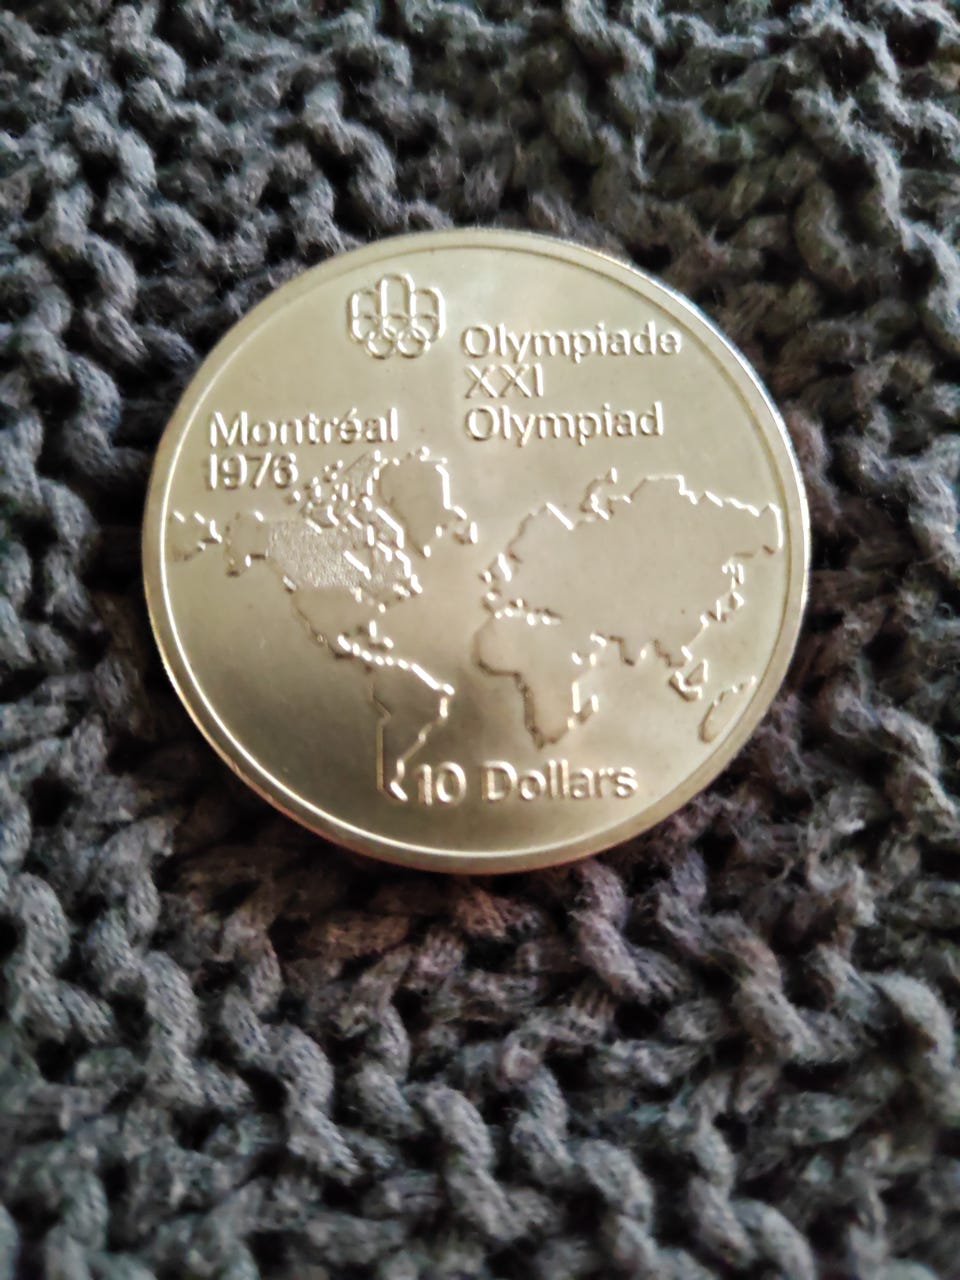 Olympiade
XXI
Olympiad
Montréal
1976
10 Dollars